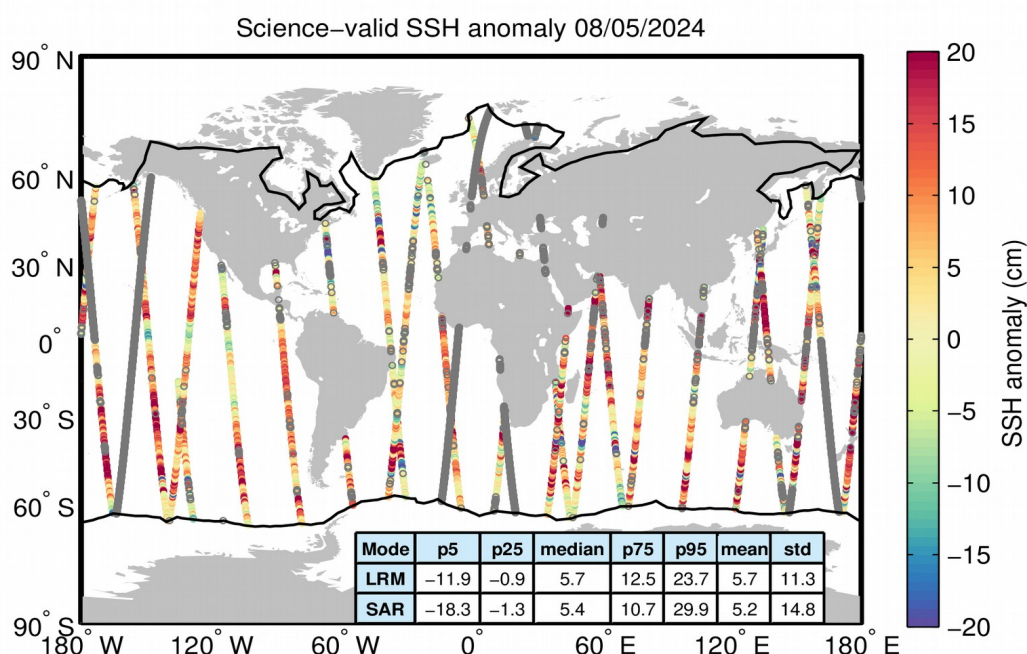 Science−valid SSH anomaly 08/05/2024
90° N
60° N
30° N
0°
30° S
60° S
90° S
180° W
120° W
60° W
0°
60° E
120° E
180° E
Mode p5 p25 median p75 p95 mean std
LRM −11.9 −0.9 5.7 12.5 23.7 5.7 11.3
SAR −18.3 −1.3 5.4 10.7 29.9 5.2 14.8
20
15
10
5
0
−5
−10
−15
−20
SSH anomaly (cm)